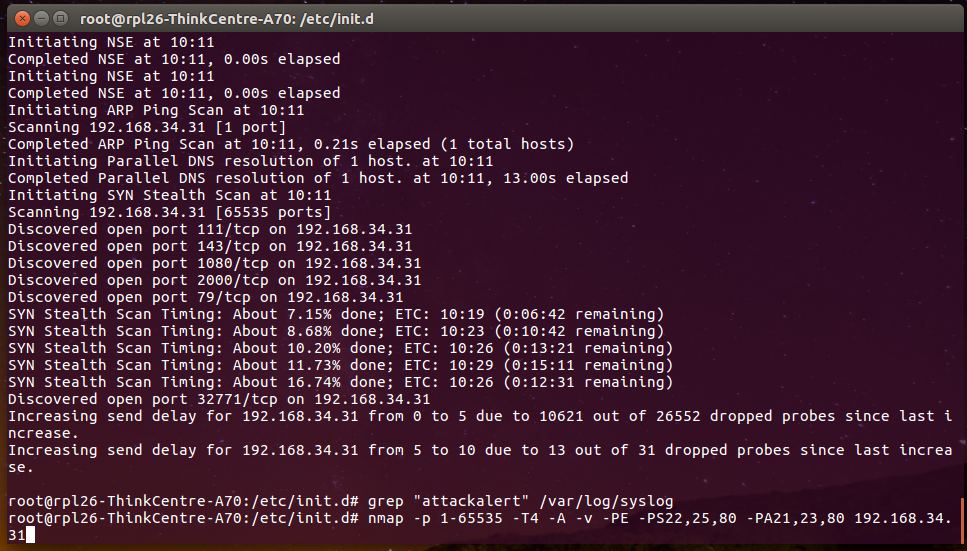 root@rpl26-ThinkCentre-A70: /etc/init.d
Initiating NSE at 10:11
Completed NSE at 10:11, 0.00s elapsed
Initiating NSE at 10:11
Completed NSE at 10:11, 0.00s elapsed
Initiating ARP Ping Scan at 10:11
Scanning 192.168.34.31 [1 port]
Completed ARP Ping Scan at 10:11, 0.21s elapsed (1 total hosts)
Initiating Parallel DNS resolution of 1 host. at 10:11
Completed Parallel DNS resolution of 1 host. at 10:11, 13.00s elapsed
Initiating SYN Stealth Scan at 10:11
Scanning 192.168.34.31 [65535 ports]
Discovered open port 111/tcp on 192.168.34.31
Discovered open port 143/tcp on 192.168.34.31
Discovered open port 1080/tcp on 192.168.34.31
Discovered open port 2000/tcp on 192.168.34.31
Discovered open port 79/tcp on 192.168.34.31
SYN Stealth Scan Timing: About 7.15% done; ETC: 10:19 (0:06:42 remaining)
SYN Stealth Scan Timing: About 8.68% done; ETC: 10:23 (0:10:42 remaining)
SYN Stealth Scan Timing: About 10.20% done; ETC: 10:26 (0:13:21 remaining)
SYN Stealth Scan Timing: About 11.73% done; ETC: 10:29 (0:15:11 remaining)
SYN Stealth Scan Timing: About 16.74% done; ETC: 10:26 (0:12:31 remaining)
Discovered open port 32771/tcp on 192.168.34.31
Increasing send delay for 192.168.34.31 from 0 to 5 due to 10621 out of 26552 dropped probes since last i
ncrease.
Increasing send delay for 192.168.34.31 from 5 to 10 due to 13 out of 31 dropped probes since last increa
se.
root@rpl26-ThinkCentre-A70:/etc/init.d# grep "attackalert" /var/log/syslog
root@rpl26-ThinkCentre-A70:/etc/init.d# nmap -p 1-65535 -T4 -A -v -PE -PS22,25,80 -PA21,23,80 192.168.34.
31